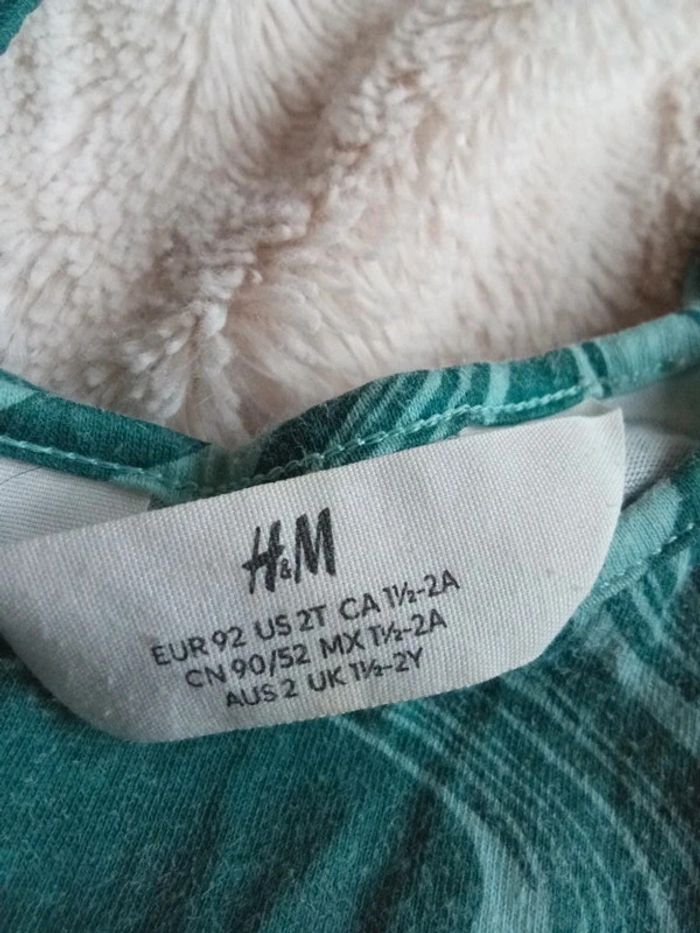 H&M
EUR 92 US 2T CA 1½-2A
CN 90/52 MX 1½-2A
AUS 2 UK 1½-2Y